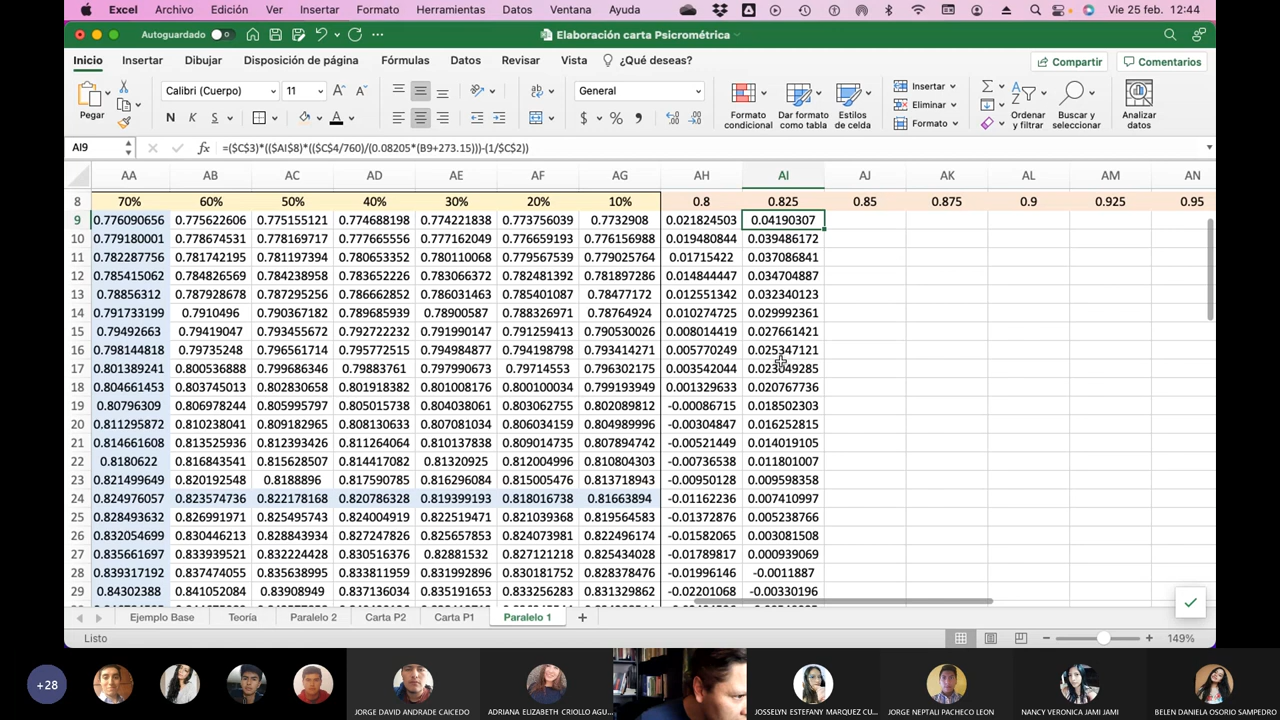 Excel Archivo Edición Ver Insertar Formato Herramientas Datos Ventana Ayuda Vie 25 feb. 12:44
Autoguardado Elaboración carta Psicrométrica
Inicio Insertar Dibujar Disposición de página Fórmulas Datos Revisar Vista ¿Qué deseas? Compartir Comentarios
Pegar Calibri (Cuerpo) 11 General Formato condicional Dar formato como tabla Estilos de celda Insertar Eliminar Formato Ordenar y filtrar Buscar y seleccionar Analizar datos
N K S
AI9 fx =($C$3)*(($AI$8)*(($C$4/760)/(0.08205*(B9+273.15)))-(1/$C$2))
AA AB AC AD AE AF AG AH AI AJ AK AL AM AN
8 70% 60% 50% 40% 30% 20% 10% 0.8 0.825 0.85 0.875 0.9 0.925 0.95
9 0.776090656 0.775622606 0.775155121 0.774688198 0.774221838 0.773756039 0.7732908 0.021824503 0.04190307
10 0.779180001 0.778674531 0.778169717 0.777665556 0.777162049 0.776659193 0.776156988 0.019480844 0.039486172
11 0.782287756 0.781742195 0.781197394 0.780653352 0.780110068 0.779567539 0.779025764 0.01715422 0.037086841
12 0.785415062 0.784826569 0.784238958 0.783652226 0.783066372 0.782481392 0.781897286 0.014844447 0.034704887
13 0.78856312 0.787928678 0.787295256 0.786662852 0.786031463 0.785401087 0.78477172 0.012551342 0.032340123
14 0.791733199 0.7910496 0.790367182 0.789685939 0.78900587 0.788326971 0.78764924 0.010274725 0.029992361
15 0.79492663 0.79419047 0.793455672 0.792722232 0.791990147 0.791259413 0.790530026 0.008014419 0.027661421
16 0.798144818 0.79735248 0.796561714 0.795772515 0.794984877 0.794198798 0.793414271 0.005770249 0.025347121
17 0.801389241 0.800536888 0.799686346 0.79883761 0.797990673 0.79714553 0.796302175 0.003542044 0.023049285
18 0.804661453 0.803745013 0.802830658 0.801918382 0.801008176 0.800100034 0.799193949 0.001329633 0.020767736
19 0.80796309 0.806978244 0.805995797 0.805015738 0.804038061 0.803062755 0.802089812 -0.00086715 0.018502303
20 0.811295872 0.810238041 0.809182965 0.808130633 0.807081034 0.806034159 0.804989996 -0.00304847 0.016252815
21 0.814661608 0.813525936 0.812393426 0.811264064 0.810137838 0.809014735 0.807894742 -0.00521449 0.014019105
22 0.8180622 0.816843541 0.815628507 0.814417082 0.81320925 0.812004996 0.810804303 -0.00736538 0.011801007
23 0.821499649 0.820192548 0.8188896 0.817590785 0.816296084 0.815005476 0.813718943 -0.00950128 0.009598358
24 0.824976057 0.823574736 0.822178168 0.820786328 0.819399193 0.818016738 0.81663894 -0.01162236 0.007410997
25 0.828493632 0.826991971 0.825495743 0.824004919 0.822519471 0.821039368 0.819564583 -0.01372876 0.005238766
26 0.832054699 0.830446213 0.828843934 0.827247826 0.825657853 0.824073981 0.822496174 -0.01582065 0.003081508
27 0.835661697 0.833939521 0.832224428 0.830516376 0.82881532 0.827121218 0.825434028 -0.01789817 0.000939069
28 0.839317192 0.837474055 0.835638995 0.833811959 0.831992896 0.830181752 0.828378476 -0.01996146 -0.0011887
29 0.84302388 0.841052084 0.83908949 0.837136034 0.835191653 0.833256283 0.831329862 -0.02201068 -0.00330196
Ejemplo Base Teoría Paralelo 2 Carta P2 Carta P1 Paralelo 1
Listo 149%
+28 JORGE DAVID ANDRADE CAICEDO ADRIANA ELIZABETH CRIOLLO AGU... JOSSELYN ESTEFANY MARQUEZ CU... JORGE NEPTALI PACHECO LEON NANCY VERONICA JAMI JAMI BELEN DANIELA OSORIO SAMPEDRO